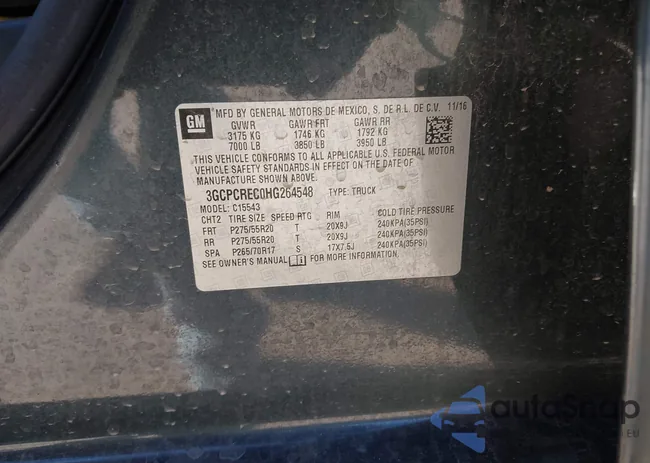 GM
MFD BY GENERAL MOTORS DE MEXICO, S. DE R.L. DE C.V. 11/16
GVWR GAWR FRT GAWR RR
3175 KG 1746 KG 1792 KG
7000 LB 3850 LB 3950 LB
THIS VEHICLE CONFORMS TO ALL APPLICABLE U.S. FEDERAL MOTOR
VEHICLE SAFETY STANDARDS IN EFFECT ON THE DATE OF
MANUFACTURE SHOWN ABOVE.
3GCPCREC0HG264548 TYPE: TRUCK
MODEL: C15543
CHT2 TIRE SIZE SPEED RTG RIM COLD TIRE PRESSURE
FRT P275/55R20 T 20X9J 240KPA(35PSI)
RR P275/55R20 T 20X9J 240KPA(35PSI)
SPA P265/70R17 S 17X7.5J 240KPA(35PSI)
SEE OWNER'S MANUAL FOR MORE INFORMATION.
autoSnap
.EU